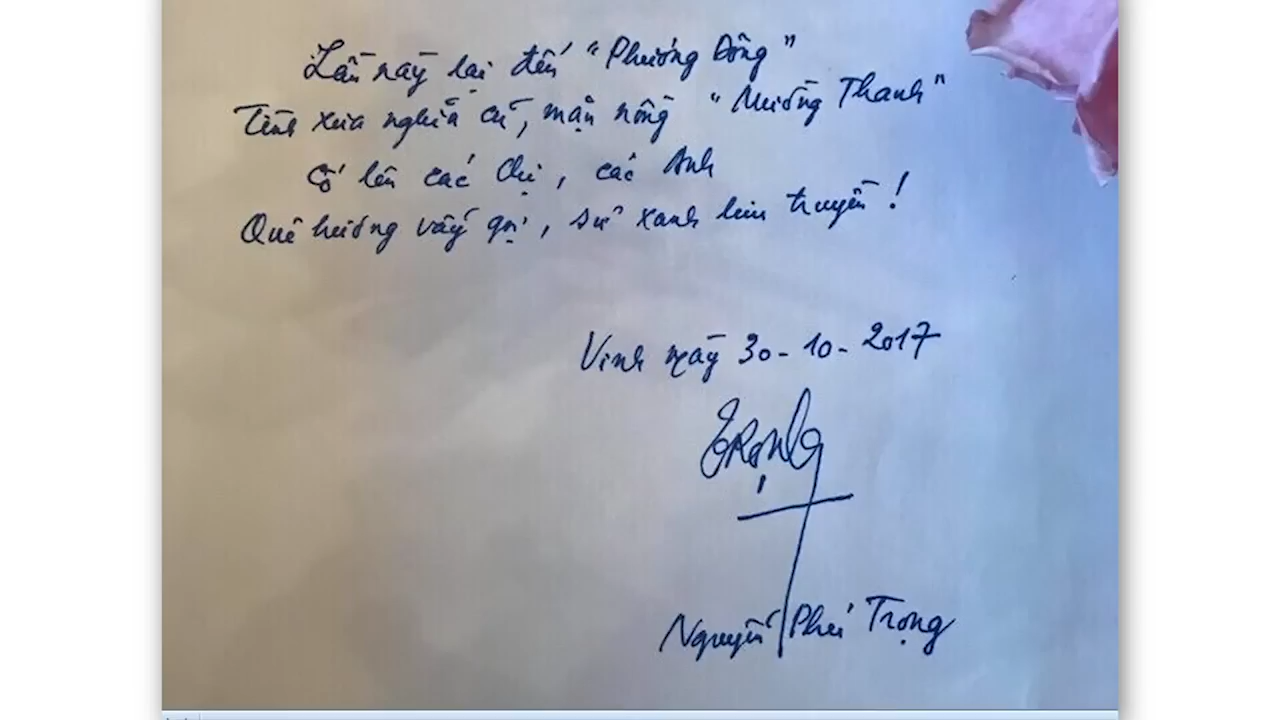 Lần này lại đến “Phương Đông”
Tình xưa nghĩa cũ, mặn nồng “Mường Thanh”
Cố lên các Chị, các Anh
Quê hương vẫy gọi, sử xanh lưu truyền!
Vinh ngày 30-10-2017
TRỌNG
Nguyễn Phú Trọng